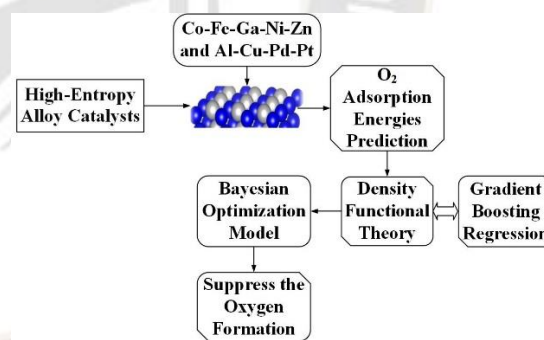 Co-Fe-Ga-Ni-Zn
and Al-Cu-Pd-Pt
High-Entropy
Alloy Catalysts
O₂
Adsorption
Energies
Prediction
Bayesian
Optimization
Model
Density
Functional
Theory
Gradient
Boosting
Regression
Suppress the
Oxygen
Formation